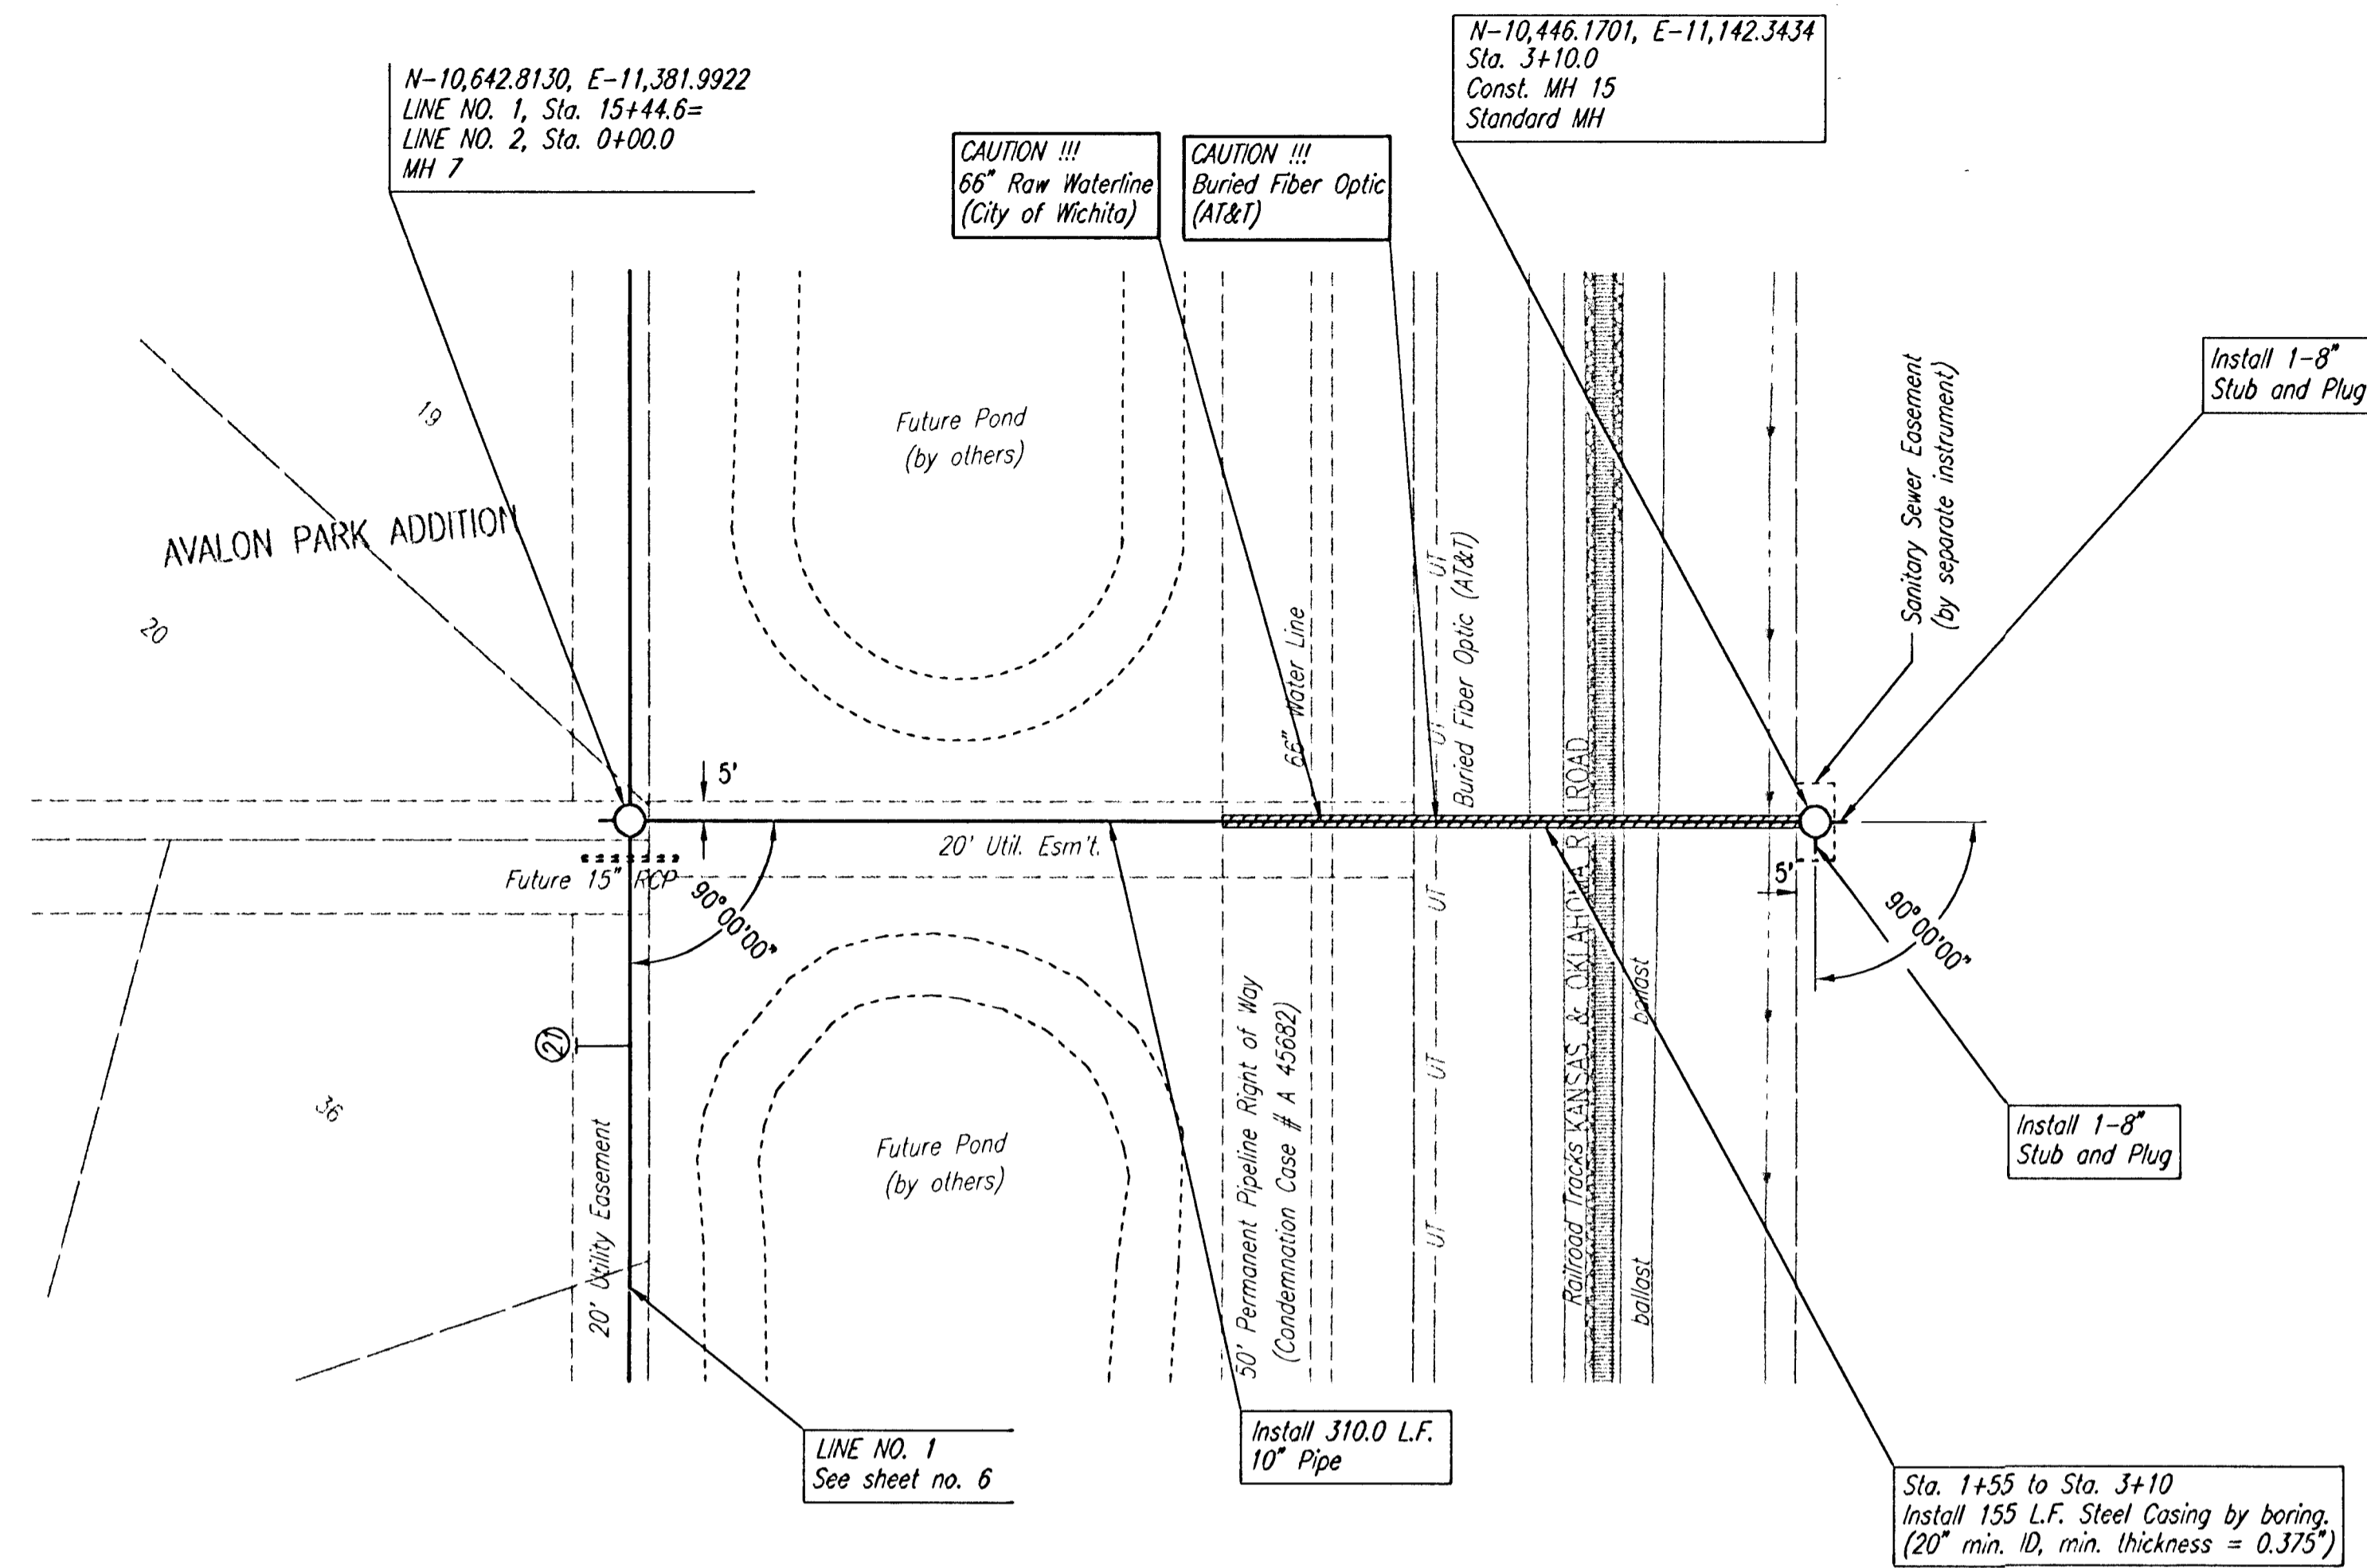 N-10,446.1701, E-11,142.3434
Sta. 3+10.0
Const. MH 15
Standard MH
N-10,642.8130, E-11,381.9922
LINE NO. 1, Sta. 15+44.6=
LINE NO. 2, Sta. 0+00.0
MH 7
CAUTION !!!
66" Raw Waterline
(City of Wichita)
CAUTION !!!
Buried Fiber Optic
(AT&T)
Install 1-8"
Stub and Plug
Sanitary Sewer Easement
(by separate instrument)
19
Future Pond
(by others)
AVALON PARK ADDITION
20
UT
UT
Buried Fiber Optic (AT&T)
66" Water Line
5'
20' Util. Esm't.
Future 15" RCP
90°00'00"
5'
90°00'00"
UT
UT
UT
Railroad Tracks KANSAS & OKLAHOMA RAILROAD
ballast
ballast
50' Permanent Pipeline Right of Way
(Condemnation Case # A 45682)
21
36
20' Utility Easement
Future Pond
(by others)
Install 1-8"
Stub and Plug
LINE NO. 1
See sheet no. 6
Install 310.0 L.F.
10" Pipe
Sta. 1+55 to Sta. 3+10
Install 155 L.F. Steel Casing by boring.
(20" min. ID, min. thickness = 0.375")